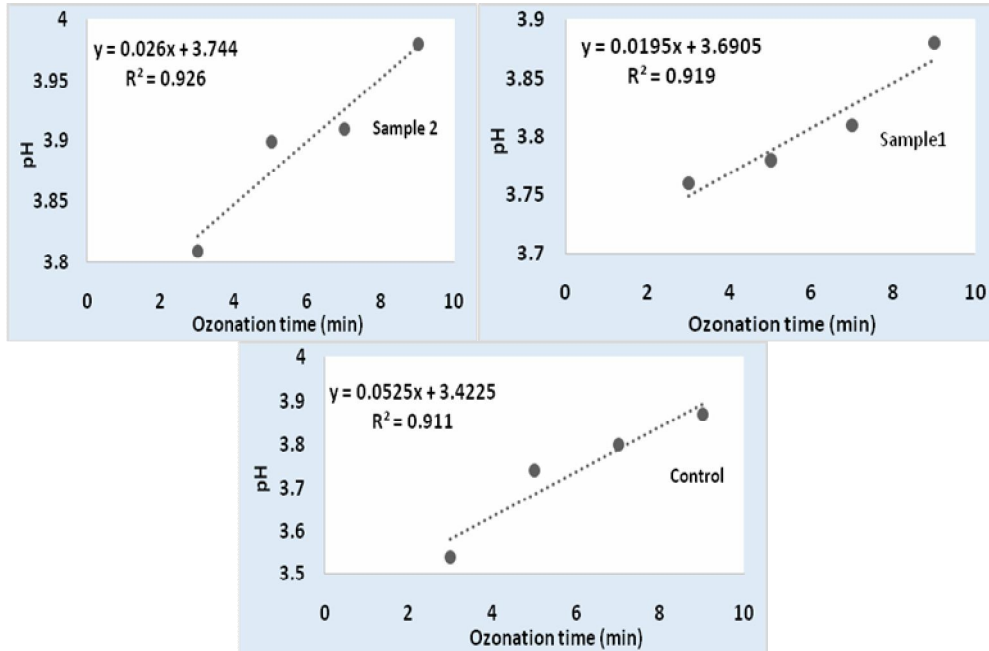 y = 0.026x + 3.744
R² = 0.926
Sample 2
pH
4
3.95
3.9
3.85
3.8
0 2 4 6 8 10
Ozonation time (min)
y = 0.0195x + 3.6905
R² = 0.919
Sample1
pH
3.9
3.85
3.8
3.75
3.7
0 2 4 6 8 10
Ozonation time (min)
y = 0.0525x + 3.4225
R² = 0.911
Control
pH
4
3.9
3.8
3.7
3.6
3.5
0 2 4 6 8 10
Ozonation time (min)